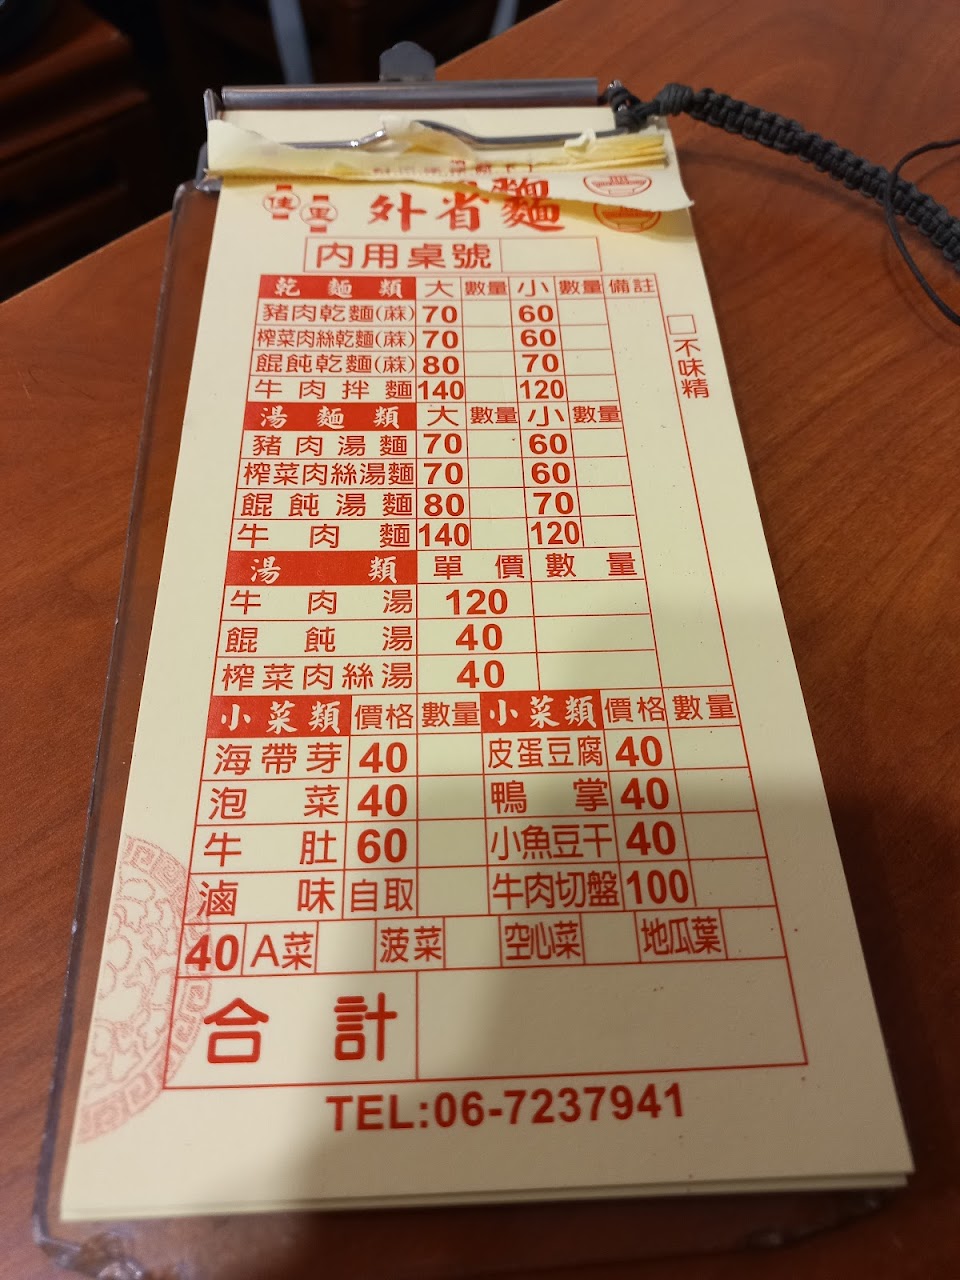 佳里 外省麵
內用桌號
乾麵類 大 數量 小 數量 備註
豬肉乾麵(蔴) 70 60
榨菜肉絲乾麵(蔴) 70 60
餛飩乾麵(蔴) 80 70
牛肉拌麵 140 120
□不味精
湯麵類 大 數量 小 數量
豬肉湯麵 70 60
榨菜肉絲湯麵 70 60
餛飩湯麵 80 70
牛肉麵 140 120
湯類 單價 數量
牛肉湯 120
餛飩湯 40
榨菜肉絲湯 40
小菜類 價格 數量 小菜類 價格 數量
海帶芽 40 皮蛋豆腐 40
泡菜 40 鴨掌 40
牛肚 60 小魚豆干 40
滷味 自取 牛肉切盤 100
40 A菜 菠菜 空心菜 地瓜葉
合計
TEL:06-7237941